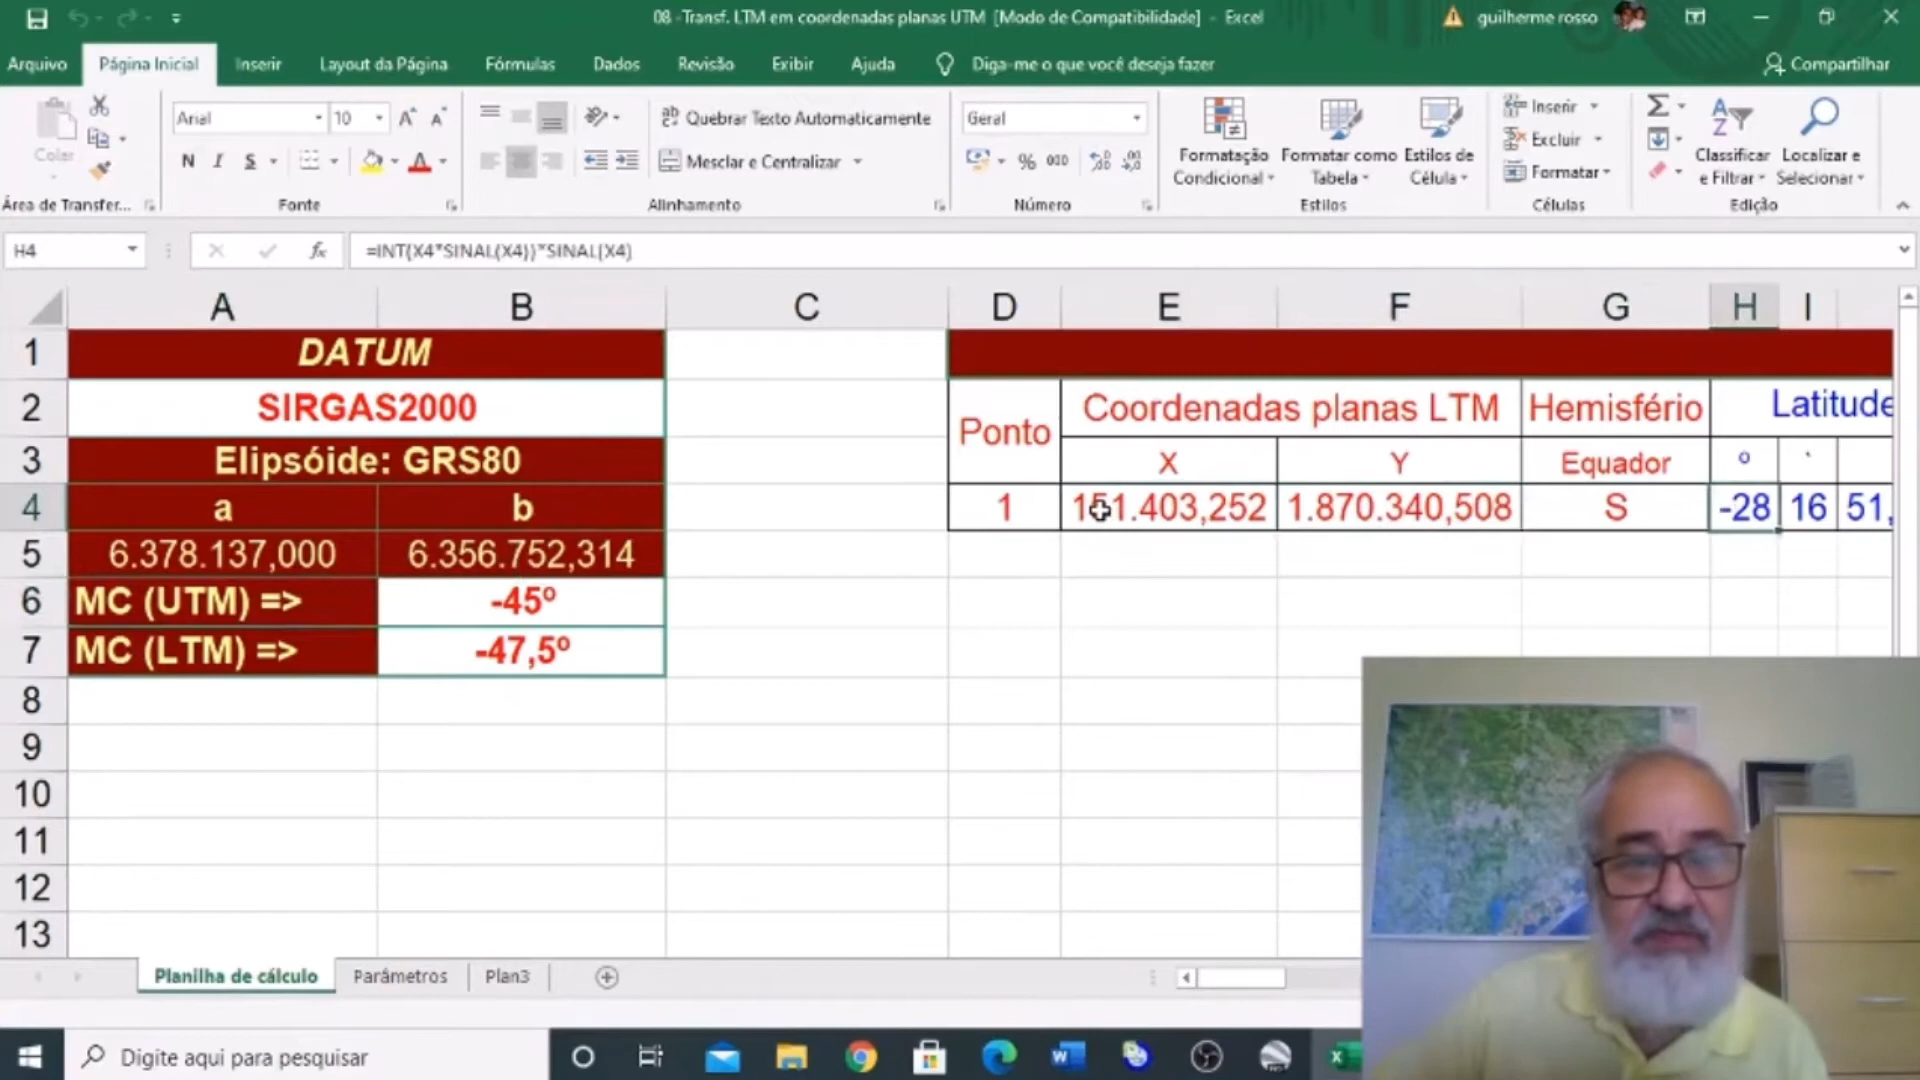 08 -Transf. LTM em coordenadas planas UTM [Modo de Compatibilidade] - Excel
guilherme rosso
Arquivo Página Inicial Inserir Layout da Página Fórmulas Dados Revisão Exibir Ajuda Diga-me o que você deseja fazer Compartilhar
Colar
Área de Transfer...
Arial 10
N I S
Fonte
Quebrar Texto Automaticamente
Mesclar e Centralizar
Alinhamento
Geral
% 000
Número
Formatação Condicional
Formatar como Tabela
Estilos de Célula
Estilos
Inserir
Excluir
Formatar
Células
Classificar e Filtrar
Localizar e Selecionar
Edição
H4 fx =INT(X4*SINAL(X4))*SINAL(X4)
A B C D E F G H I
1 DATUM
2 SIRGAS2000 Ponto Coordenadas planas LTM Hemisfério Latitude
3 Elipsóide: GRS80 X Y Equador º `
4 a b 1 151.403,252 1.870.340,508 S -28 16 51,
5 6.378.137,000 6.356.752,314
6 MC (UTM) => -45º
7 MC (LTM) => -47,5º
8
9
10
11
12
13
Planilha de cálculo Parâmetros Plan3
Digite aqui para pesquisar